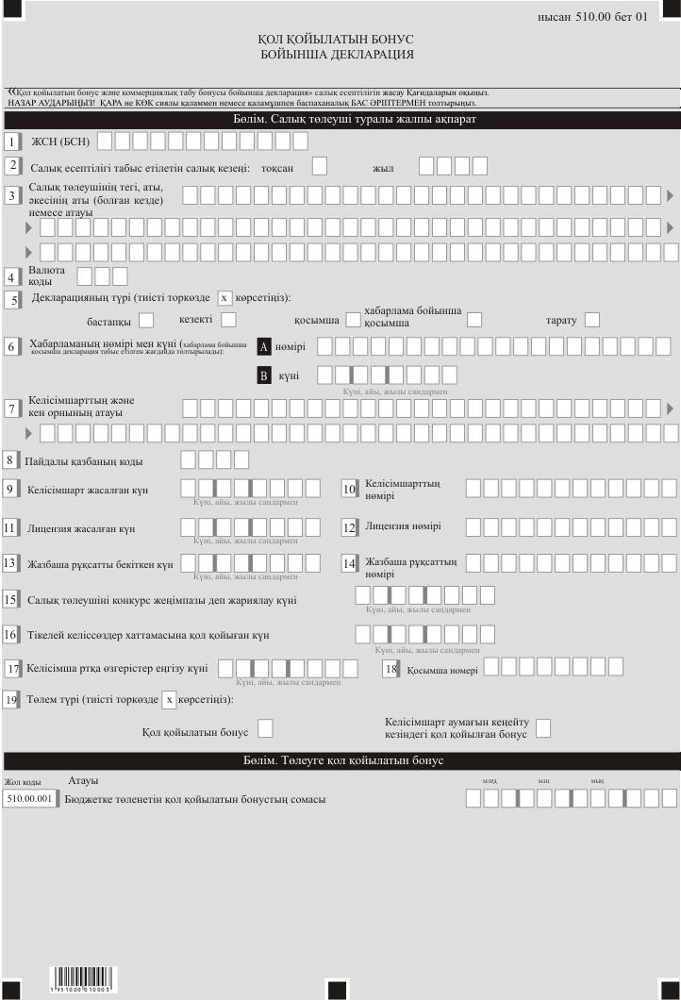 нысан 510.00 бет 01
ҚОЛ ҚОЙЫЛАТЫН БОНУС
БОЙЫНША ДЕКЛАРАЦИЯ
«Қол қойылатын бонус және коммерциялық табу бонусы бойынша декларация» салық есептілігін жасау Қағидаларын оқыңыз.
НАЗАР АУДАРЫҢЫЗ! ҚАРА не КӨК сиялы қаламмен немесе қаламұшпен баспаханалық БАС ӘРІПТЕРМЕН толтырыңыз.
Бөлім. Салық төлеуші туралы жалпы ақпарат
1 ЖСН (БСН)
2 Салық есептілігі табыс етілетін салық кезеңі: тоқсан жыл
3 Салық төлеушінің тегі, аты,
әкесінің аты (болған кезде)
немесе атауы
4 Валюта
коды
5 Декларацияның түрі (тиісті торкөзде x көрсетіңіз):
бастапқы кезекті қосымша хабарлама бойынша
қосымша тарату
6 Хабарламаның нөмірі мен күні (хабарлама бойынша
қосымша декларация табыс етілген жағдайда толтырылады):
A нөмірі
B күні
Күні, айы, жылы сандармен
7 Келісімшарттың және
кен орнының атауы
8 Пайдалы қазбаның коды
9 Келісімшарт жасалған күн
Күні, айы, жылы сандармен
10 Келісімшарттың
нөмірі
11 Лицензия жасалған күн
Күні, айы, жылы сандармен
12 Лицензия нөмірі
13 Жазбаша рұқсатты бекіткен күн
Күні, айы, жылы сандармен
14 Жазбаша рұқсаттың
нөмірі
15 Салық төлеушіні конкурс жеңімпазы деп жариялау күні
Күні, айы, жылы сандармен
16 Тікелей келіссөздер хаттамасына қол қойыған күн
Күні, айы, жылы сандармен
17 Келісімша ртқа өзгерістер еңгізу күні
Күні, айы, жылы сандармен
18 Қосымша номері
19 Төлем түрі (тиісті торкөзде x көрсетіңіз):
Қол қойылатын бонус
Келісімшарт аумағын кеңейту
кезіндегі қол қойылған бонус
Бөлім. Төлеуге қол қойылатын бонус
Жол коды Атауы млрд. млн. мың
510.00.001 Бюджетке төленетін қол қойылатын бонустың сомасы
1 951000 010003